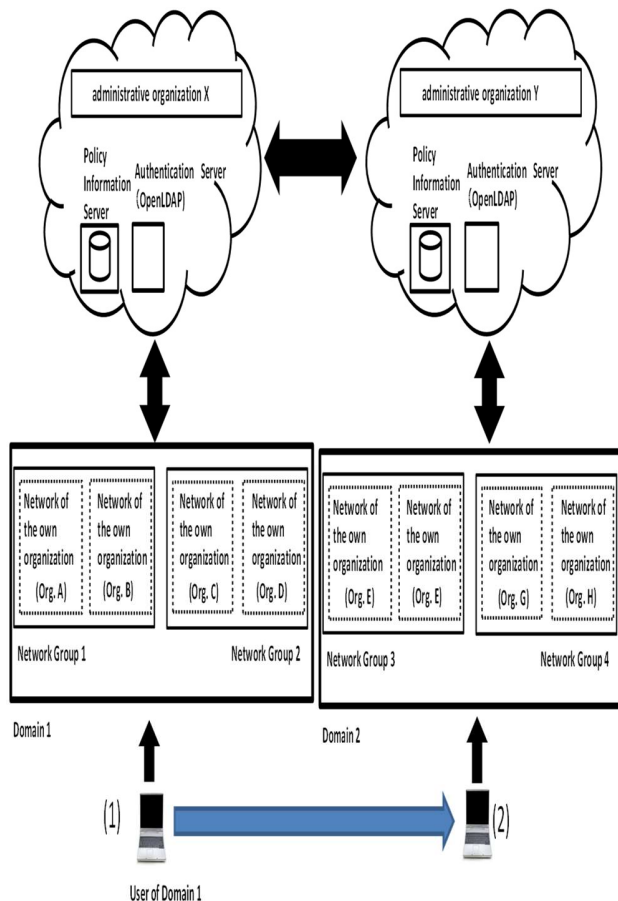 administrative organization X
Policy
Information
Server
Authentication Server
(OpenLDAP)
administrative organization Y
Policy
Information
Server
Authentication Server
(OpenLDAP)
Network of
the own
organization
(Org. A)
Network of
the own
organization
(Org. B)
Network of
the own
organization
(Org. C)
Network of
the own
organization
(Org. D)
Network Group 1
Network Group 2
Domain 1
Network of
the own
organization
(Org. E)
Network of
the own
organization
(Org. E)
Network of
the own
organization
(Org. G)
Network of
the own
organization
(Org. H)
Network Group 3
Network Group 4
Domain 2
(1)
(2)
User of Domain 1